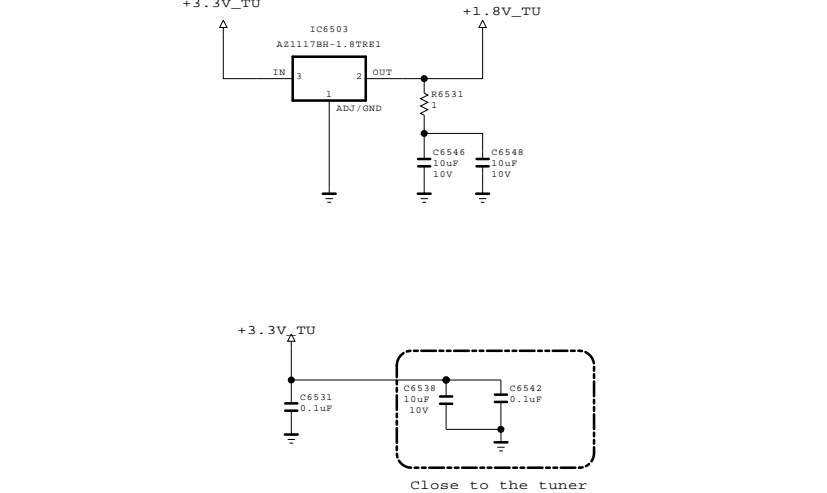 +3.3V_TU
+1.8V_TU
IC6503
AZ1117BH-1.8TRE1
IN 3 2 OUT
1
ADJ/GND
R6531
1
C6546
10uF
10V
C6548
10uF
10V
+3.3V_TU
C6531
0.1uF
C6538
10uF
10V
C6542
0.1uF
Close to the tuner